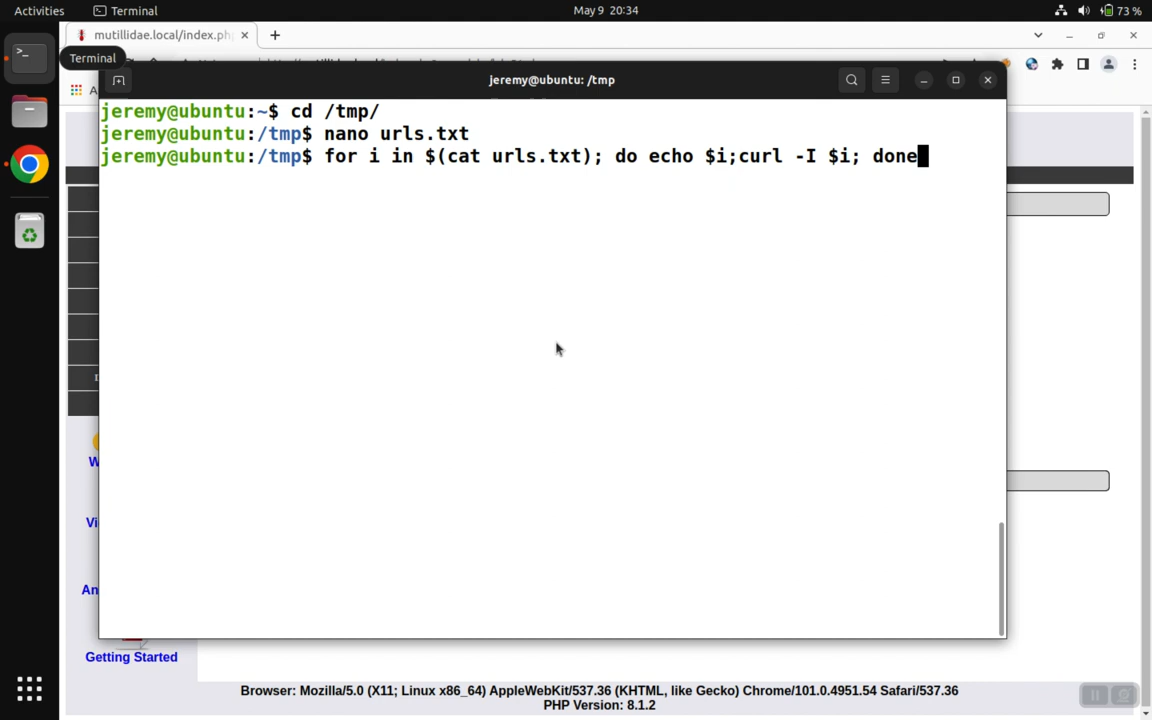 Activities
Terminal
May 9 20:34
73 %
mutillidae.local/index.ph
Terminal
jeremy@ubuntu: /tmp
A
jeremy@ubuntu:~$ cd /tmp/
jeremy@ubuntu:/tmp$ nano urls.txt
jeremy@ubuntu:/tmp$ for i in $(cat urls.txt); do echo $i;curl -I $i; done
W
Vi
An
Getting Started
Browser: Mozilla/5.0 (X11; Linux x86_64) AppleWebKit/537.36 (KHTML, like Gecko) Chrome/101.0.4951.54 Safari/537.36
PHP Version: 8.1.2